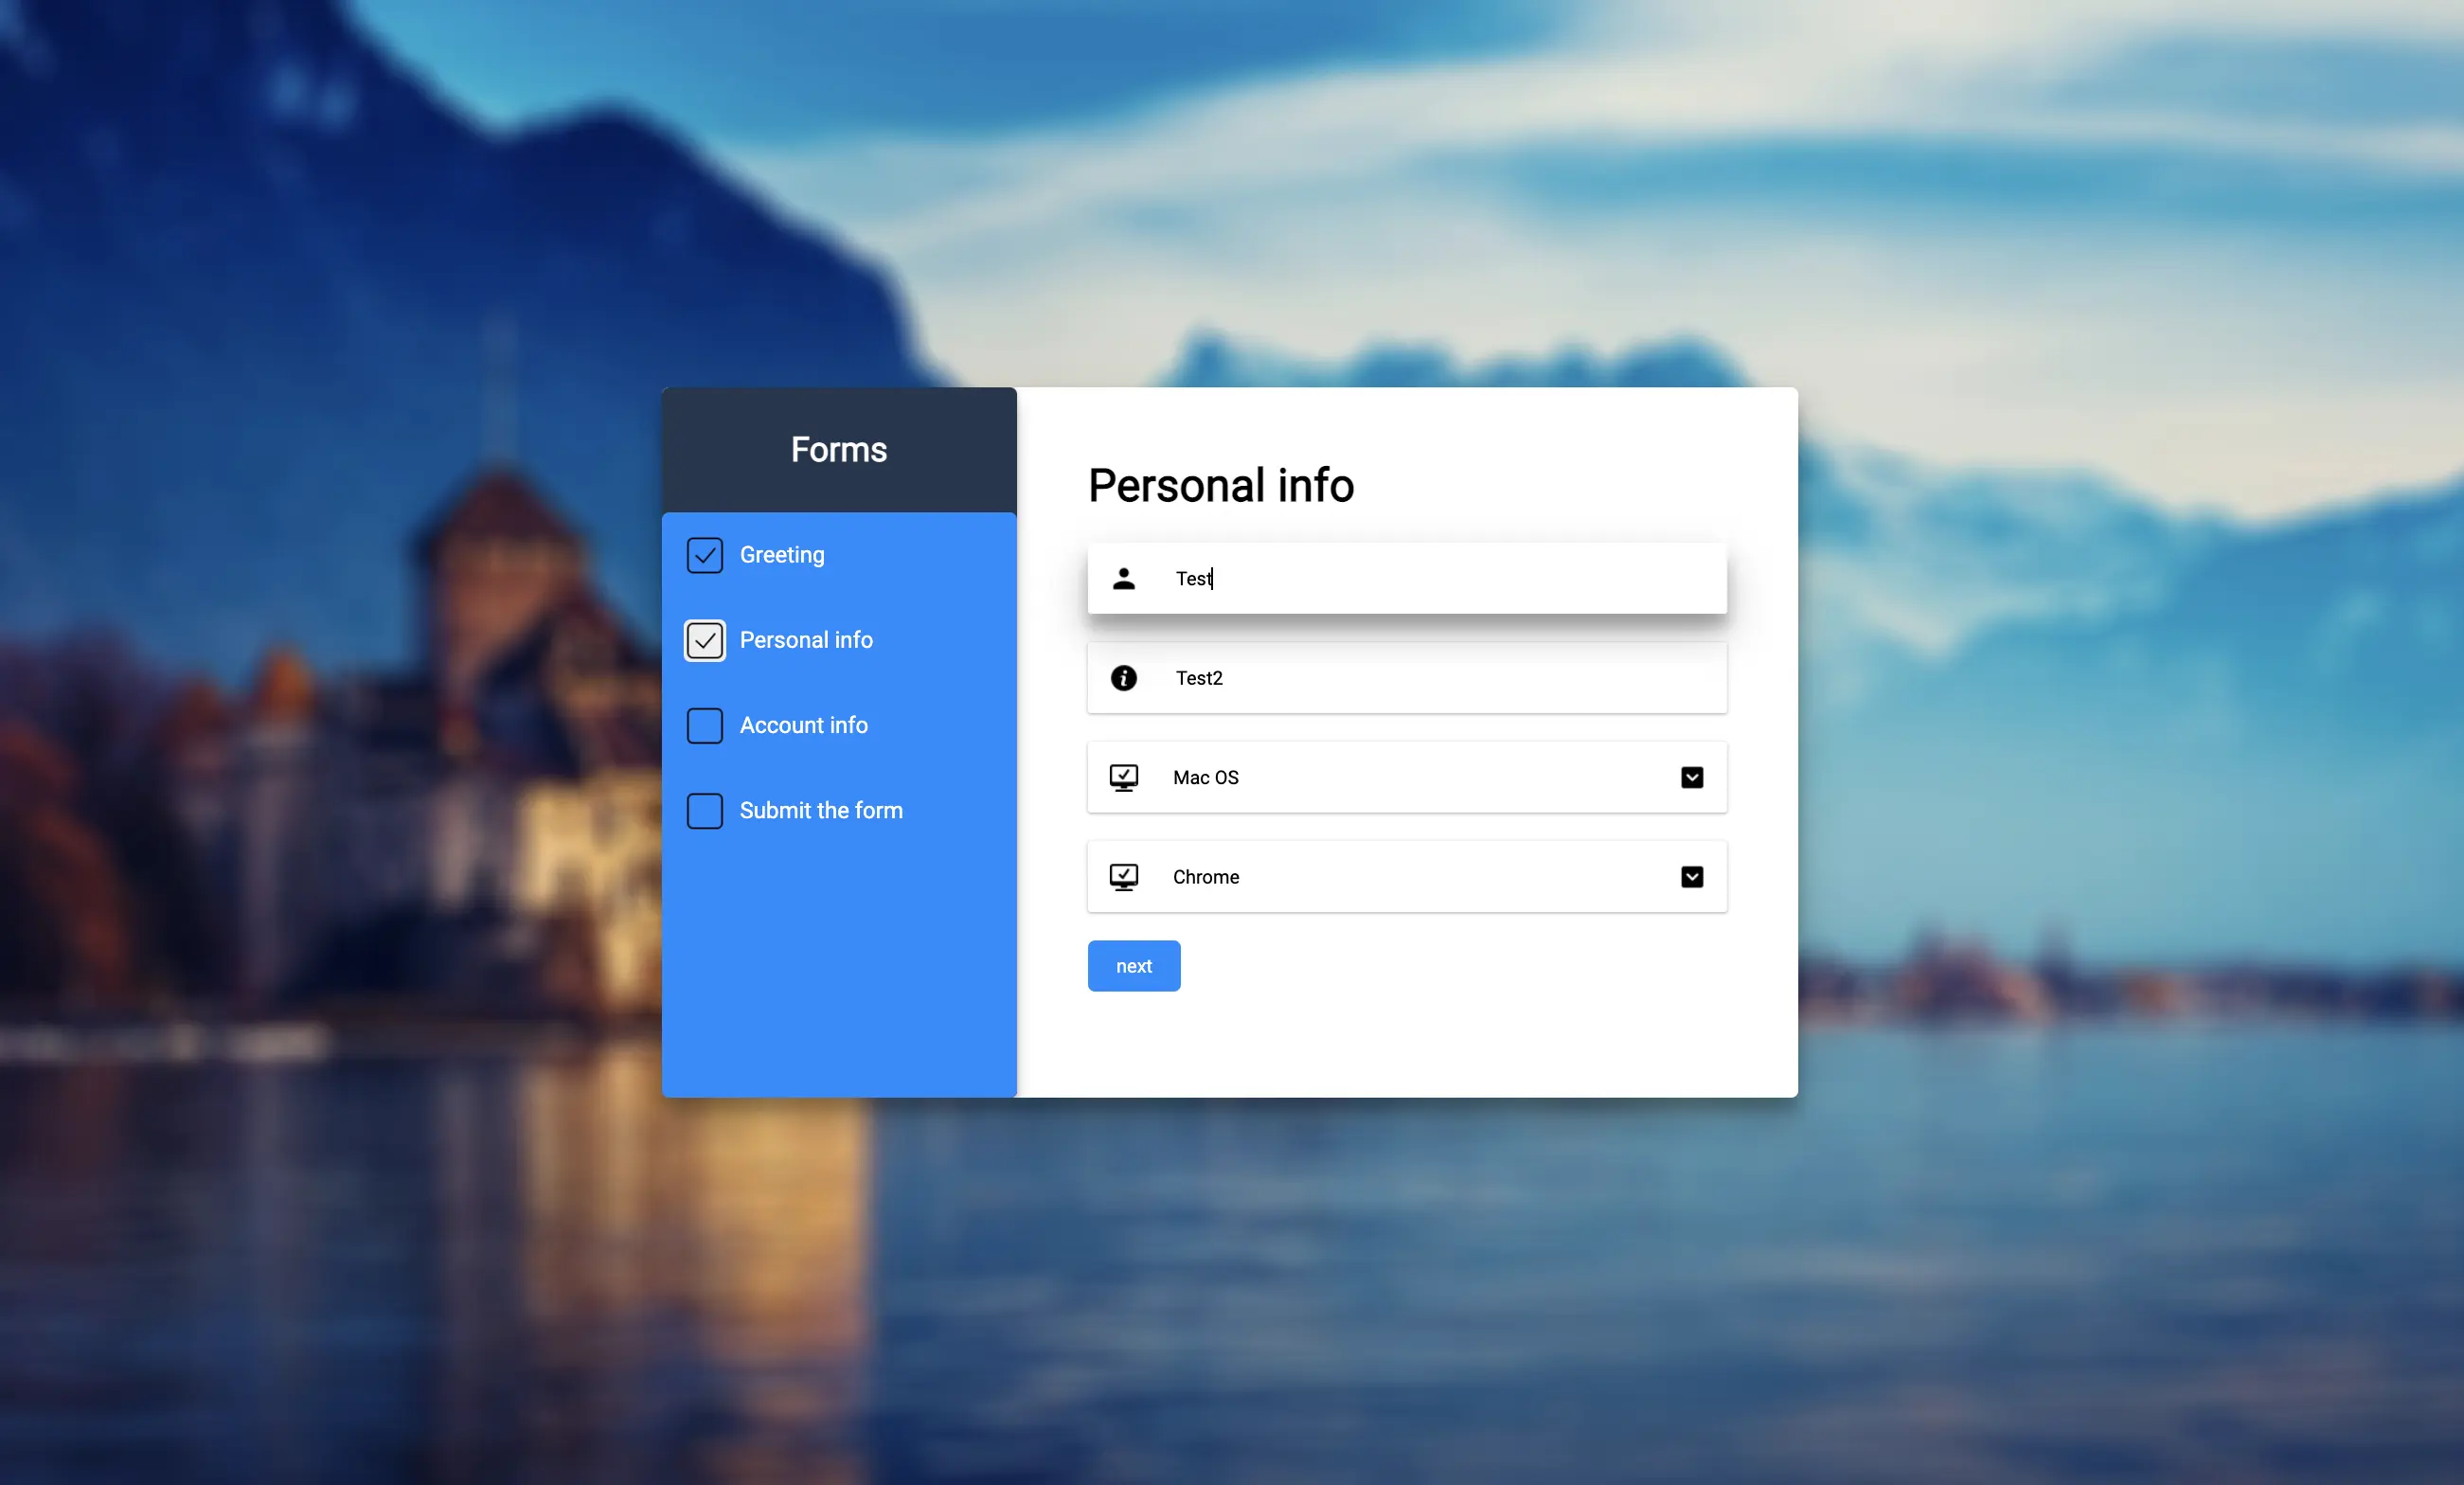 Forms
Greeting
Personal info
Account info
Submit the form
Personal info
Test
Test2
Mac OS
Chrome
next